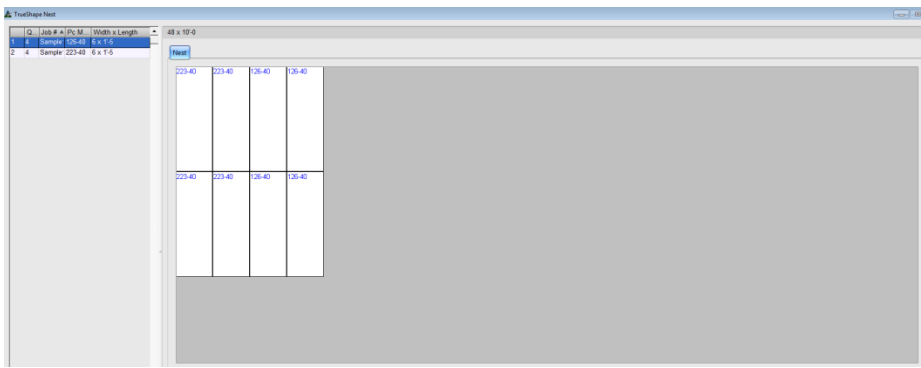 TrueShape Nest
Q. Job # Pc M... Width x Length
1 4 Sample 126-40 6 x 1'-5
2 4 Sample 223-40 6 x 1'-5
48 x 10'-0
Nest
223-40 223-40 126-40 126-40
223-40 223-40 126-40 126-40